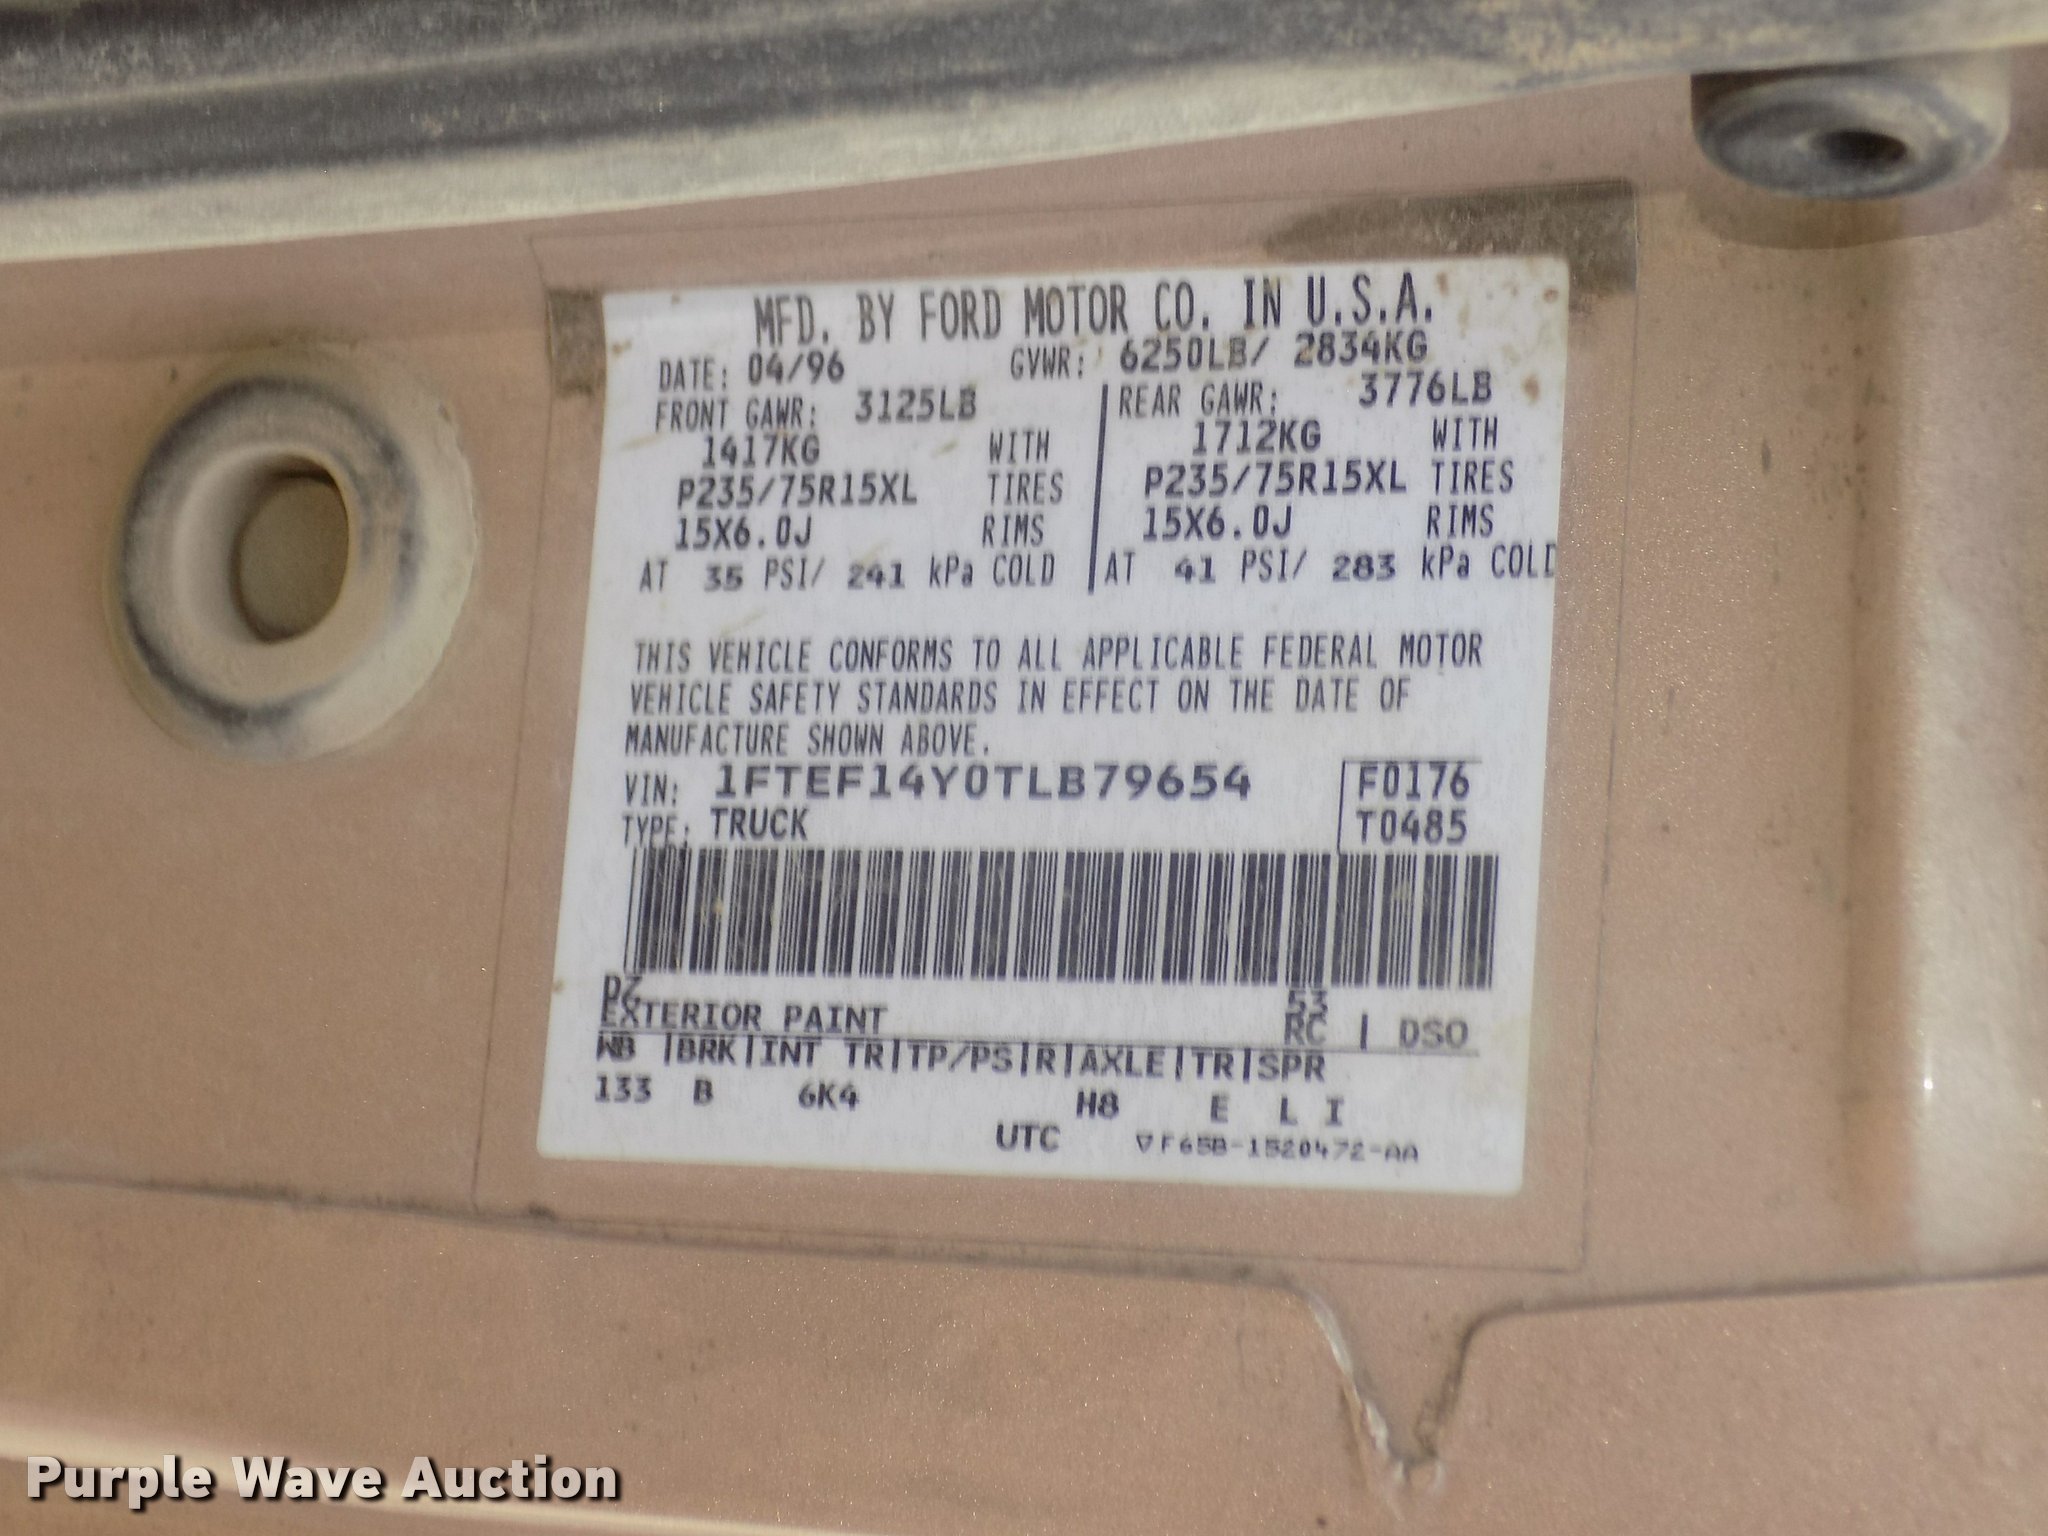 MFD. BY FORD MOTOR CO. IN U.S.A.
DATE: 04/96 GVWR: 6250LB/ 2834KG
FRONT GAWR: 3125LB REAR GAWR: 3776LB
1417KG WITH 1712KG WITH
P235/75R15XL TIRES P235/75R15XL TIRES
15X6.0J RIMS 15X6.0J RIMS
AT 35 PSI/ 241 kPa COLD AT 41 PSI/ 283 kPa COLD
THIS VEHICLE CONFORMS TO ALL APPLICABLE FEDERAL MOTOR
VEHICLE SAFETY STANDARDS IN EFFECT ON THE DATE OF
MANUFACTURE SHOWN ABOVE.
VIN: 1FTEF14Y0TLB79654 F0176
TYPE: TRUCK T0485
DZ 53
EXTERIOR PAINT RC | DSO
WB |BRK|INT TR|TP/PS|R|AXLE|TR|SPR
133 B 6K4 H8 E L I
UTC ▽F65B-1520472-AA
Purple Wave Auction